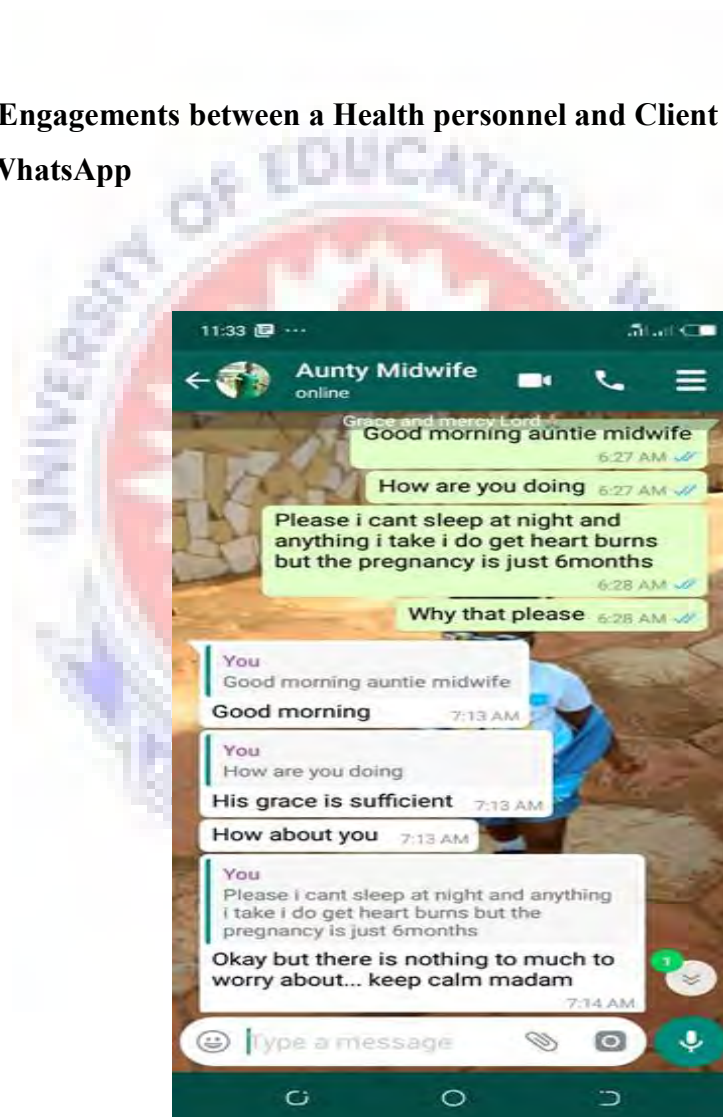 Engagements between a Health personnel and Client
WhatsApp
UNIVERSITY OF EDUCATION, W
11:33
Aunty Midwife
online
Grace and mercy Lord
Good morning auntie midwife
6:27 AM
How are you doing 6:27 AM
Please i cant sleep at night and
anything i take i do get heart burns
but the pregnancy is just 6months
6:28 AM
Why that please 6:28 AM
You
Good morning auntie midwife
Good morning 7:13 AM
You
How are you doing
His grace is sufficient 7:13 AM
How about you 7:13 AM
You
Please i cant sleep at night and anything
i take i do get heart burns but the
pregnancy is just 6months
Okay but there is nothing to much to
worry about... keep calm madam
7:14 AM
1
Type a message